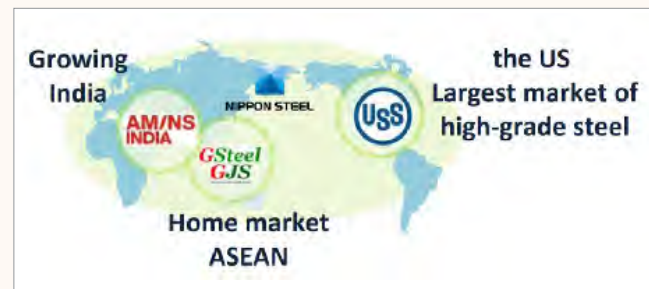 Growing
India
the US
Largest market of
high-grade steel
NIPPON STEEL
AM/NS
INDIA
USS
GSteel
GJS
Home market
ASEAN